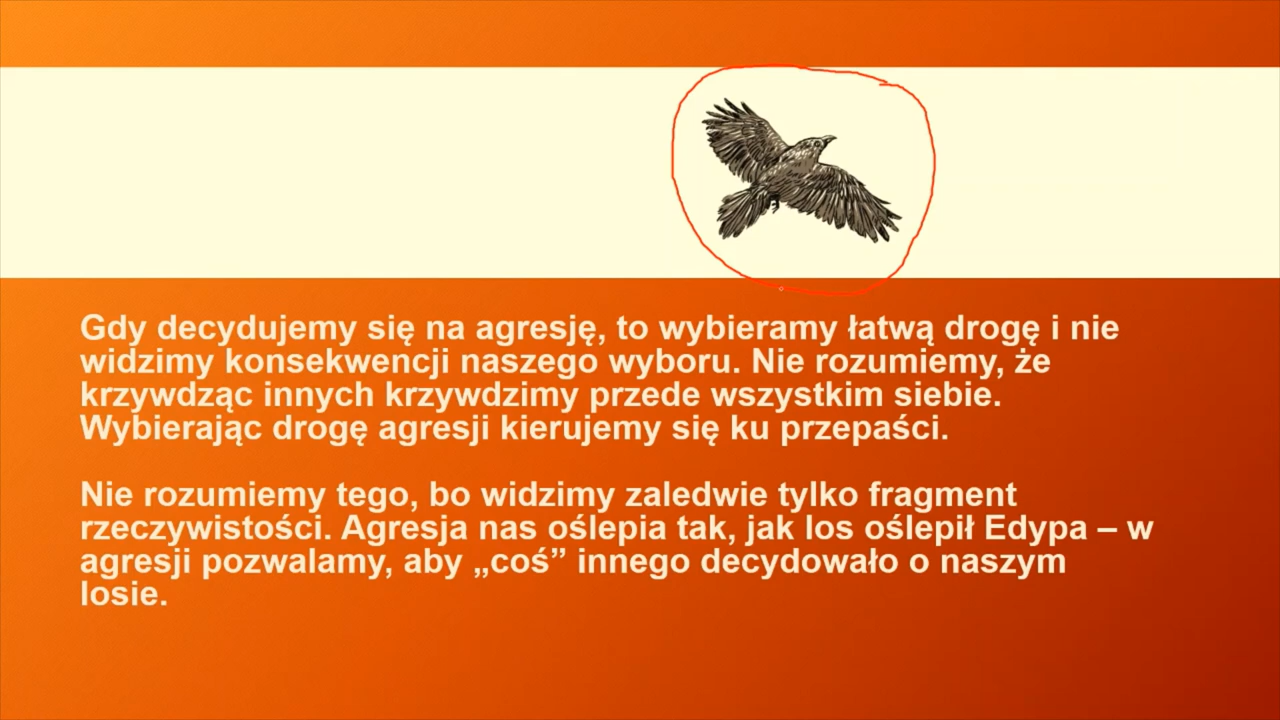 Gdy decydujemy się na agresję, to wybieramy łatwą drogę i nie
widzimy konsekwencji naszego wyboru. Nie rozumiemy, że
krzywdząc innych krzywdzimy przede wszystkim siebie.
Wybierając drogę agresji kierujemy się ku przepaści.
Nie rozumiemy tego, bo widzimy zaledwie tylko fragment
rzeczywistości. Agresja nas oślepia tak, jak los oślepił Edypa – w
agresji pozwalamy, aby „coś” innego decydowało o naszym
losie.